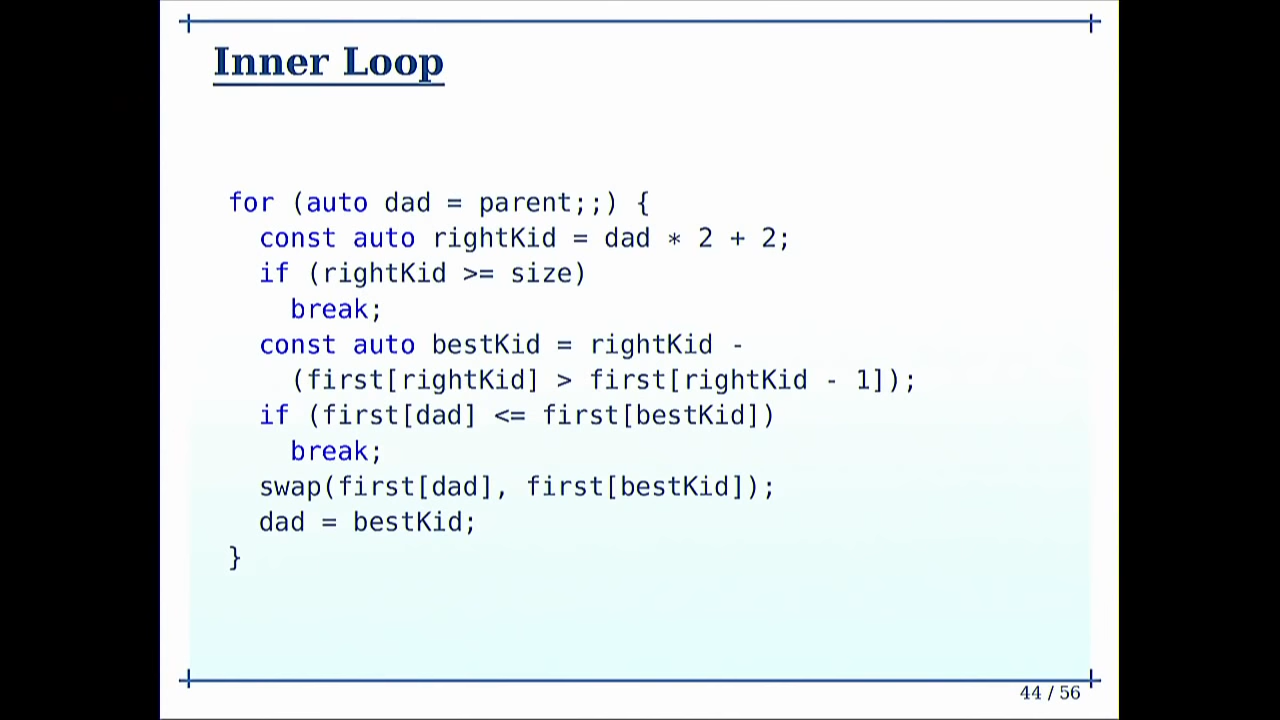 Inner Loop
for (auto dad = parent;;) {
  const auto rightKid = dad * 2 + 2;
  if (rightKid >= size)
    break;
  const auto bestKid = rightKid -
    (first[rightKid] > first[rightKid - 1]);
  if (first[dad] <= first[bestKid])
    break;
  swap(first[dad], first[bestKid]);
  dad = bestKid;
}
44 / 56